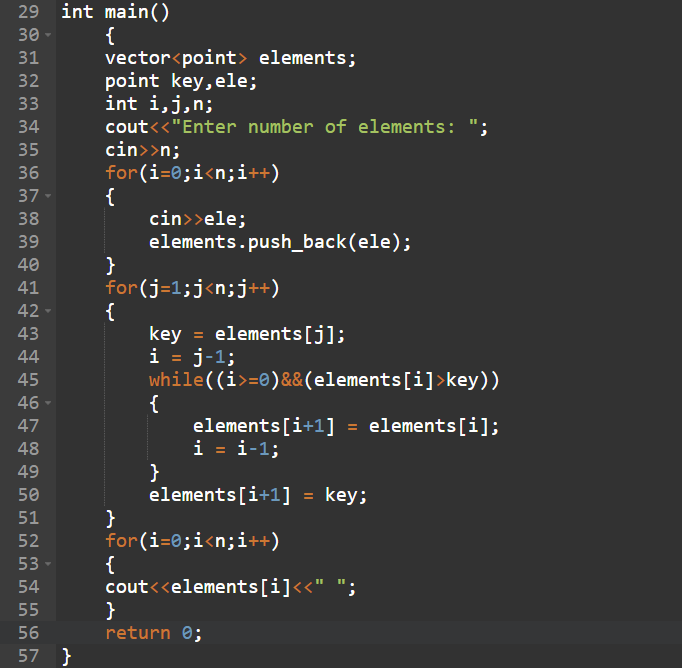 29 int main()
30 {
31 vector<point> elements;
32 point key,ele;
33 int i,j,n;
34 cout<<"Enter number of elements: ";
35 cin>>n;
36 for(i=0;i<n;i++)
37 {
38 cin>>ele;
39 elements.push_back(ele);
40 }
41 for(j=1;j<n;j++)
42 {
43 key = elements[j];
44 i = j-1;
45 while((i>=0)&&(elements[i]>key))
46 {
47 elements[i+1] = elements[i];
48 i = i-1;
49 }
50 elements[i+1] = key;
51 }
52 for(i=0;i<n;i++)
53 {
54 cout<<elements[i]<<" ";
55 }
56 return 0;
57 }